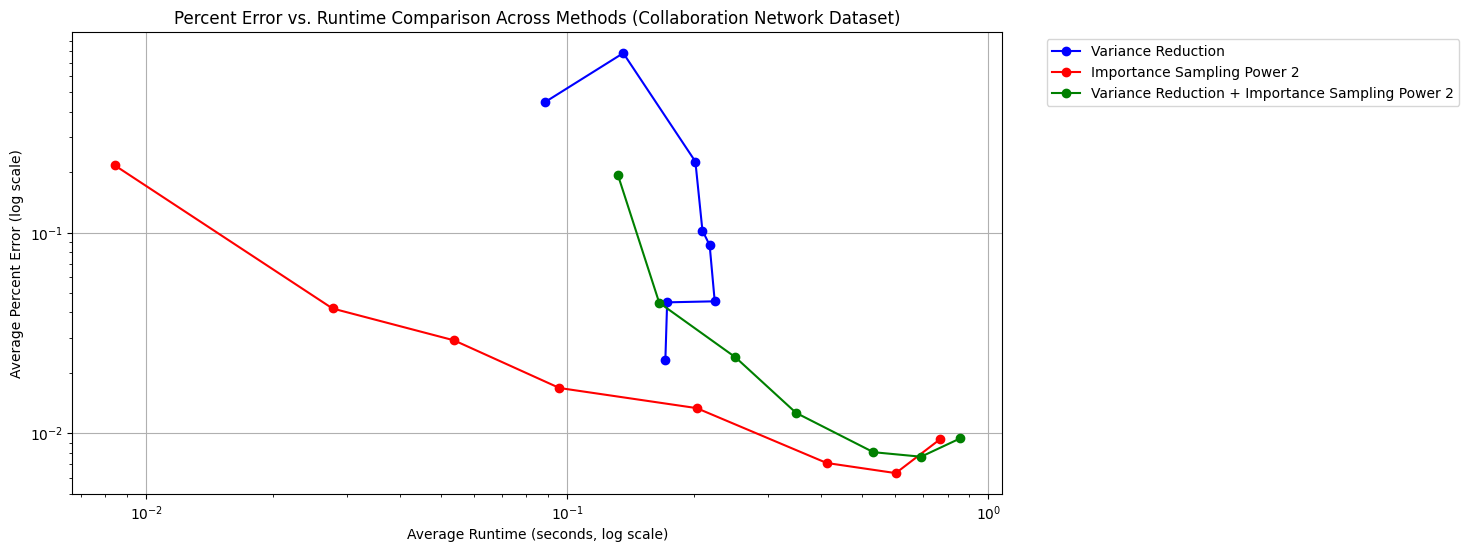 Percent Error vs. Runtime Comparison Across Methods (Collaboration Network Dataset)
Variance Reduction
Importance Sampling Power 2
Variance Reduction + Importance Sampling Power 2
Average Percent Error (log scale)
10⁻¹
10⁻²
10⁻²
10⁻¹
10⁰
Average Runtime (seconds, log scale)